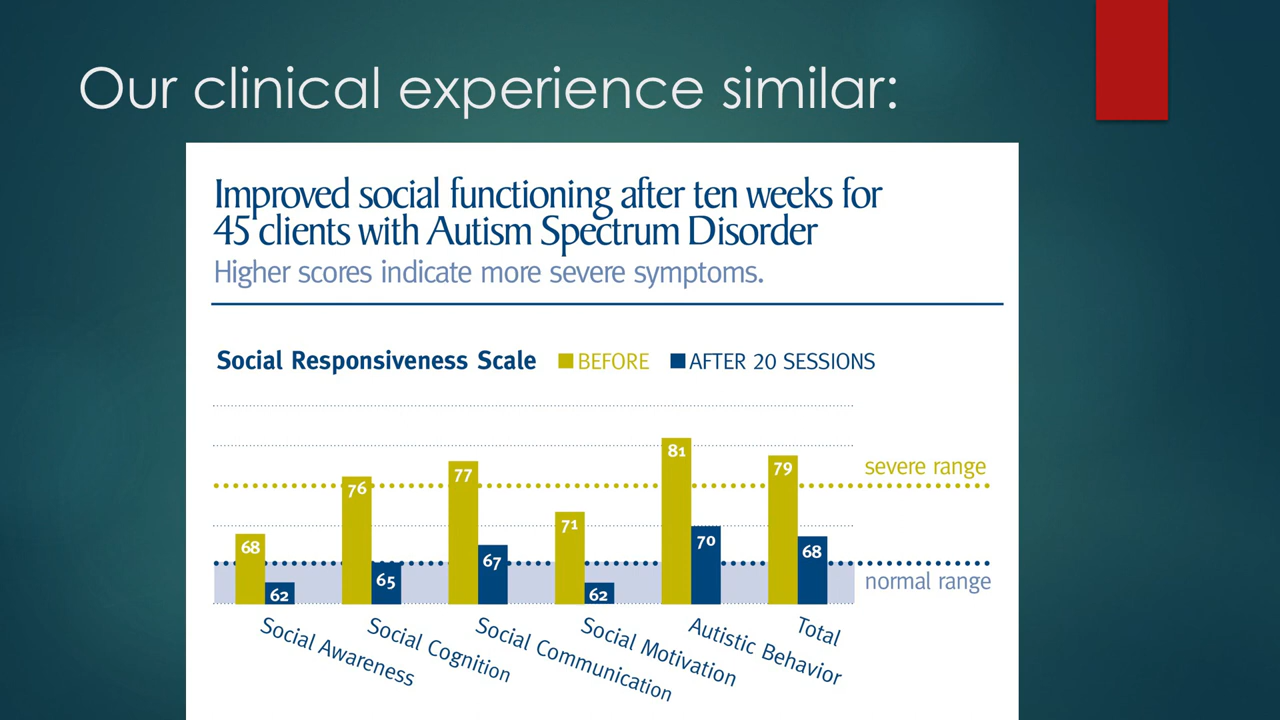 Our clinical experience similar:
Improved social functioning after ten weeks for
45 clients with Autism Spectrum Disorder
Higher scores indicate more severe symptoms.
Social Responsiveness Scale BEFORE AFTER 20 SESSIONS
68 62 76 65 77 67 71 62 81 70 79 68
severe range
normal range
Social Awareness
Social Cognition
Social Communication
Social Motivation
Autistic Behavior
Total